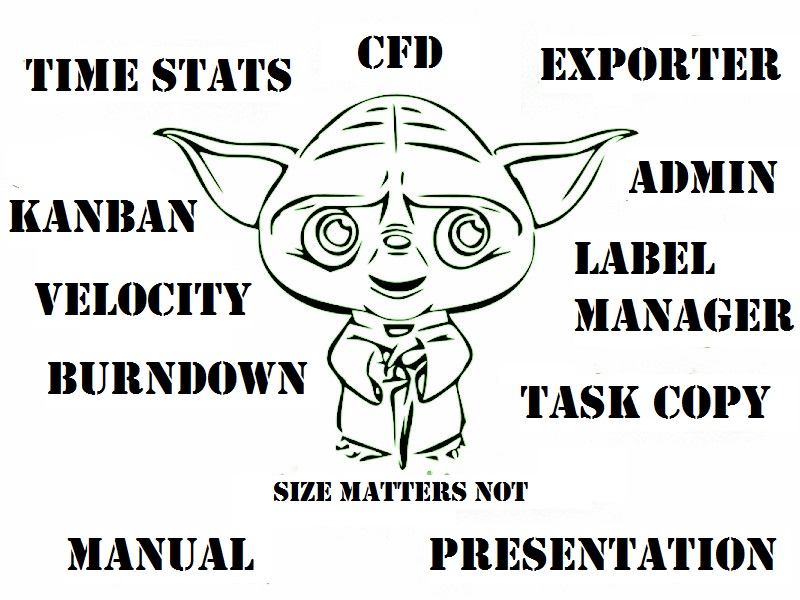 TIME STATS
CFD
EXPORTER
KANBAN
ADMIN
VELOCITY
LABEL
MANAGER
BURNDOWN
TASK COPY
SIZE MATTERS NOT
MANUAL
PRESENTATION